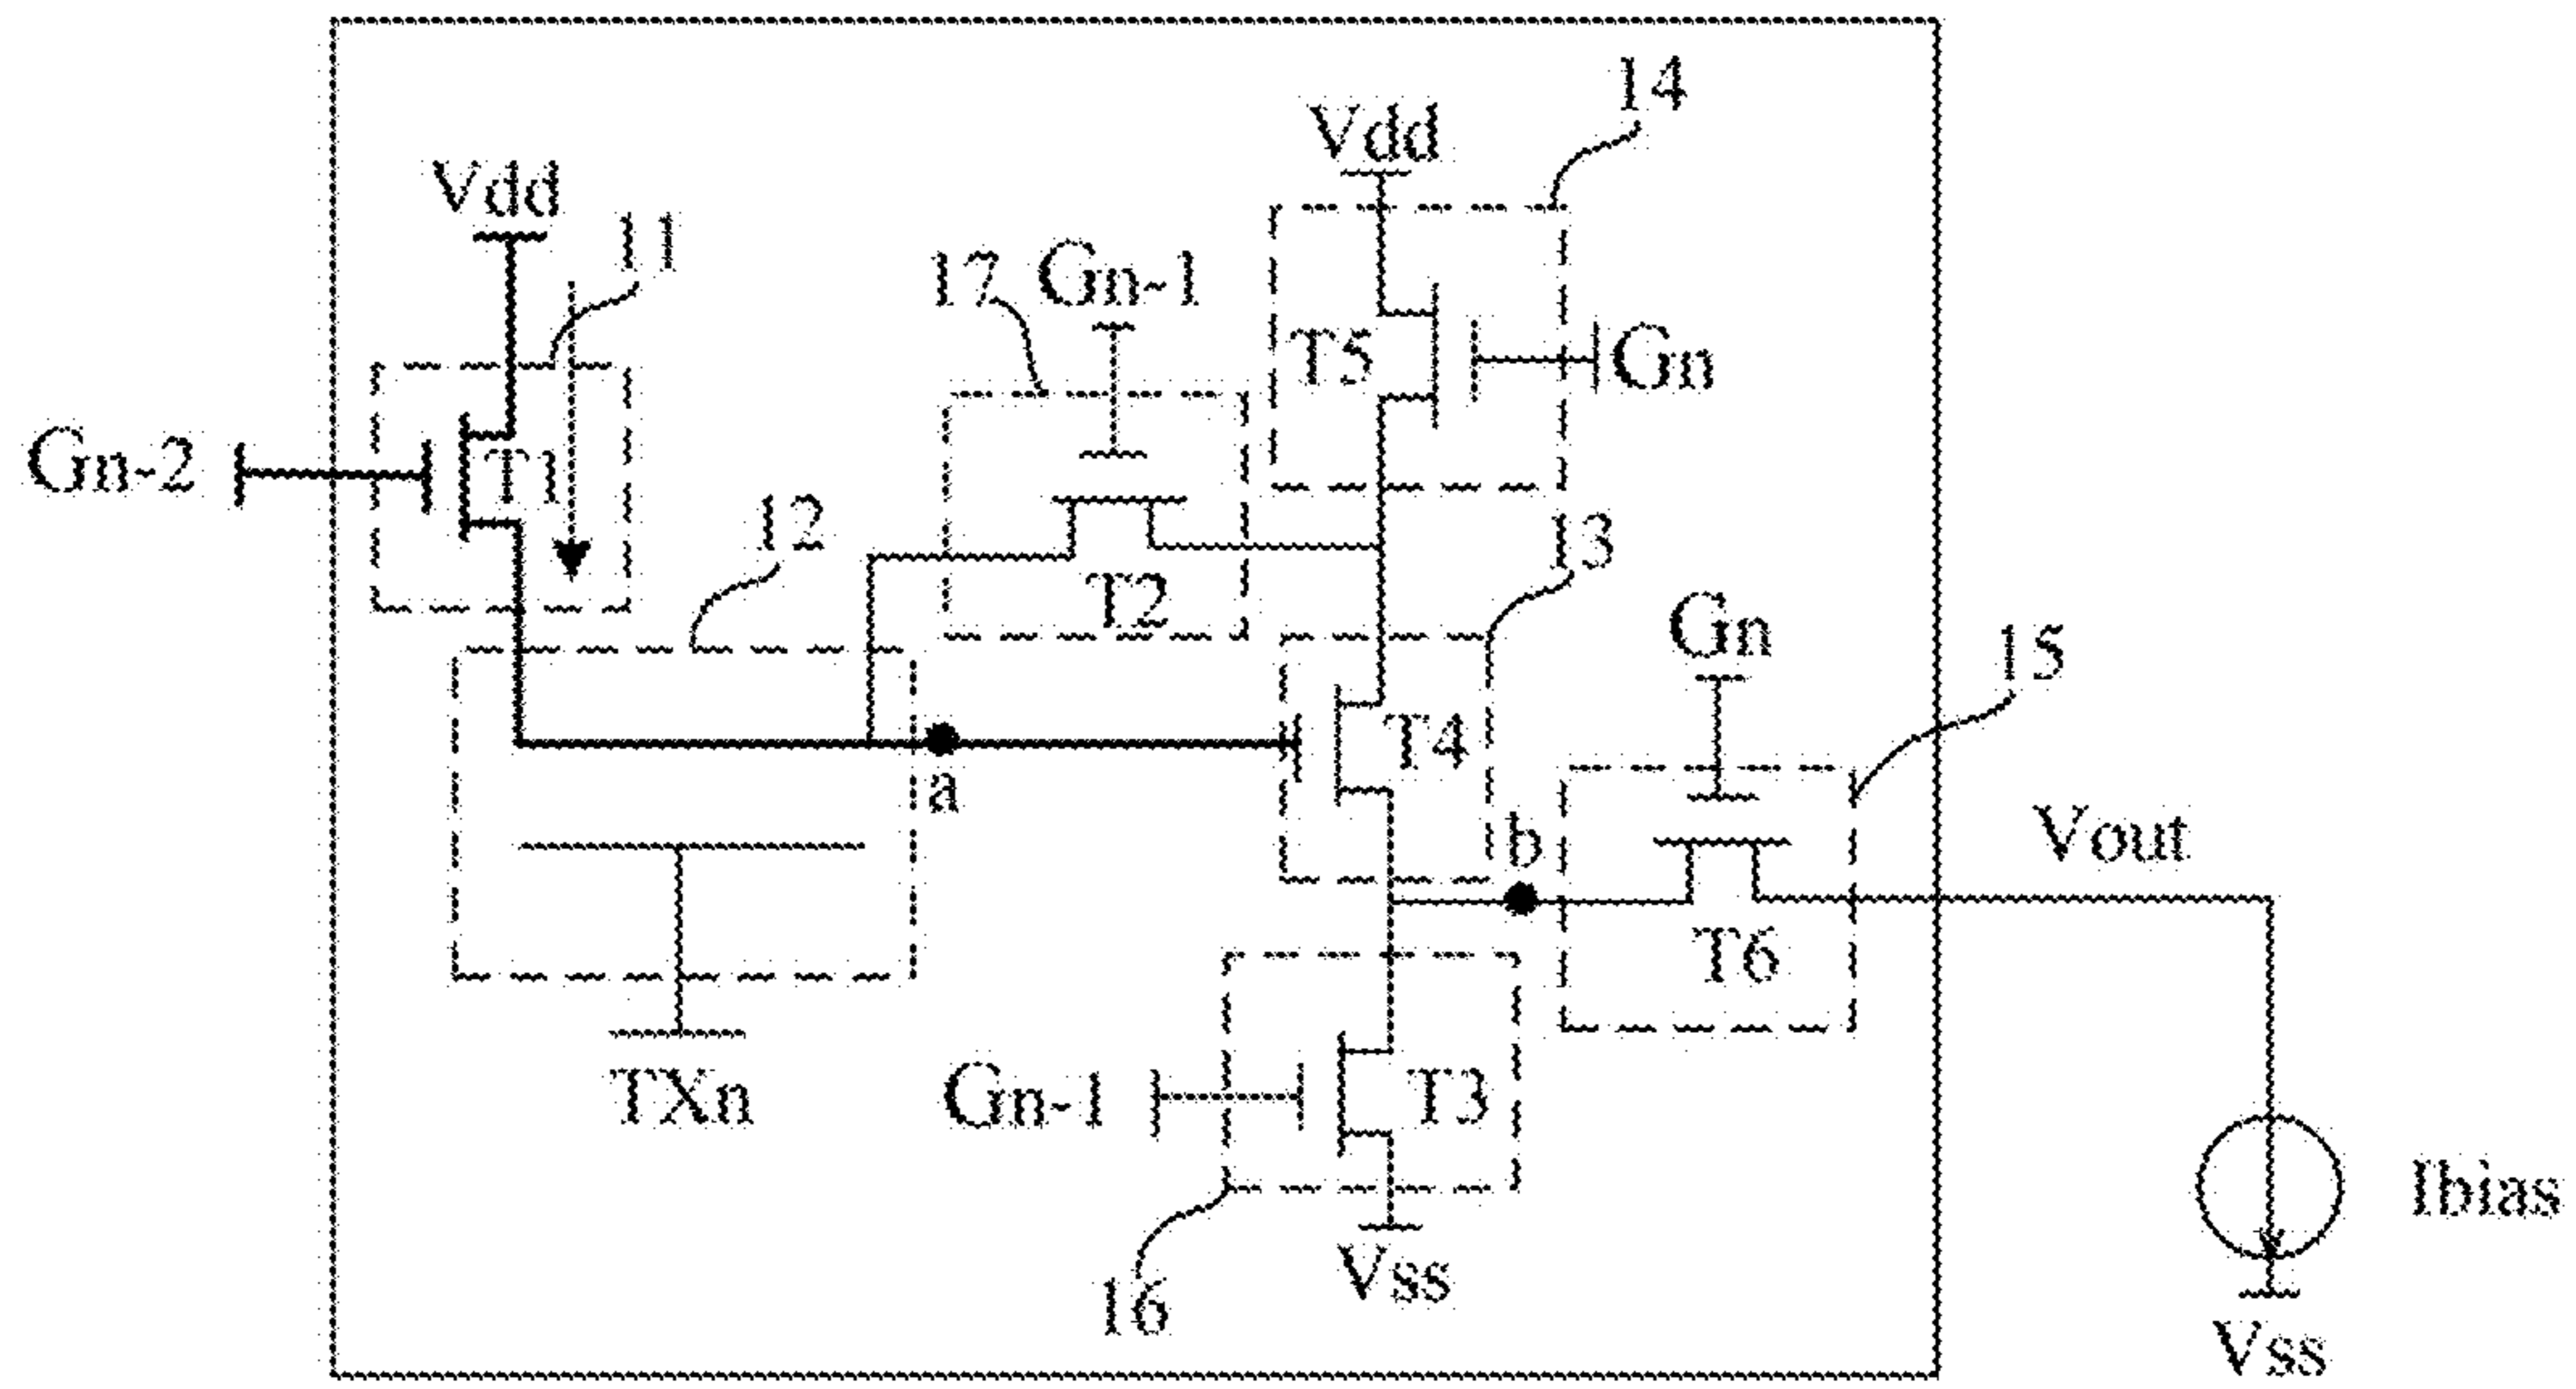 14
Vdd
Vdd
11
17
Gn-1
T5
Gn
Gn-2
T1
12
13
T2
Gn
15
T4
a
b
Vout
T6
TXn
Gn-1
T3
Ibias
16
Vss
Vss